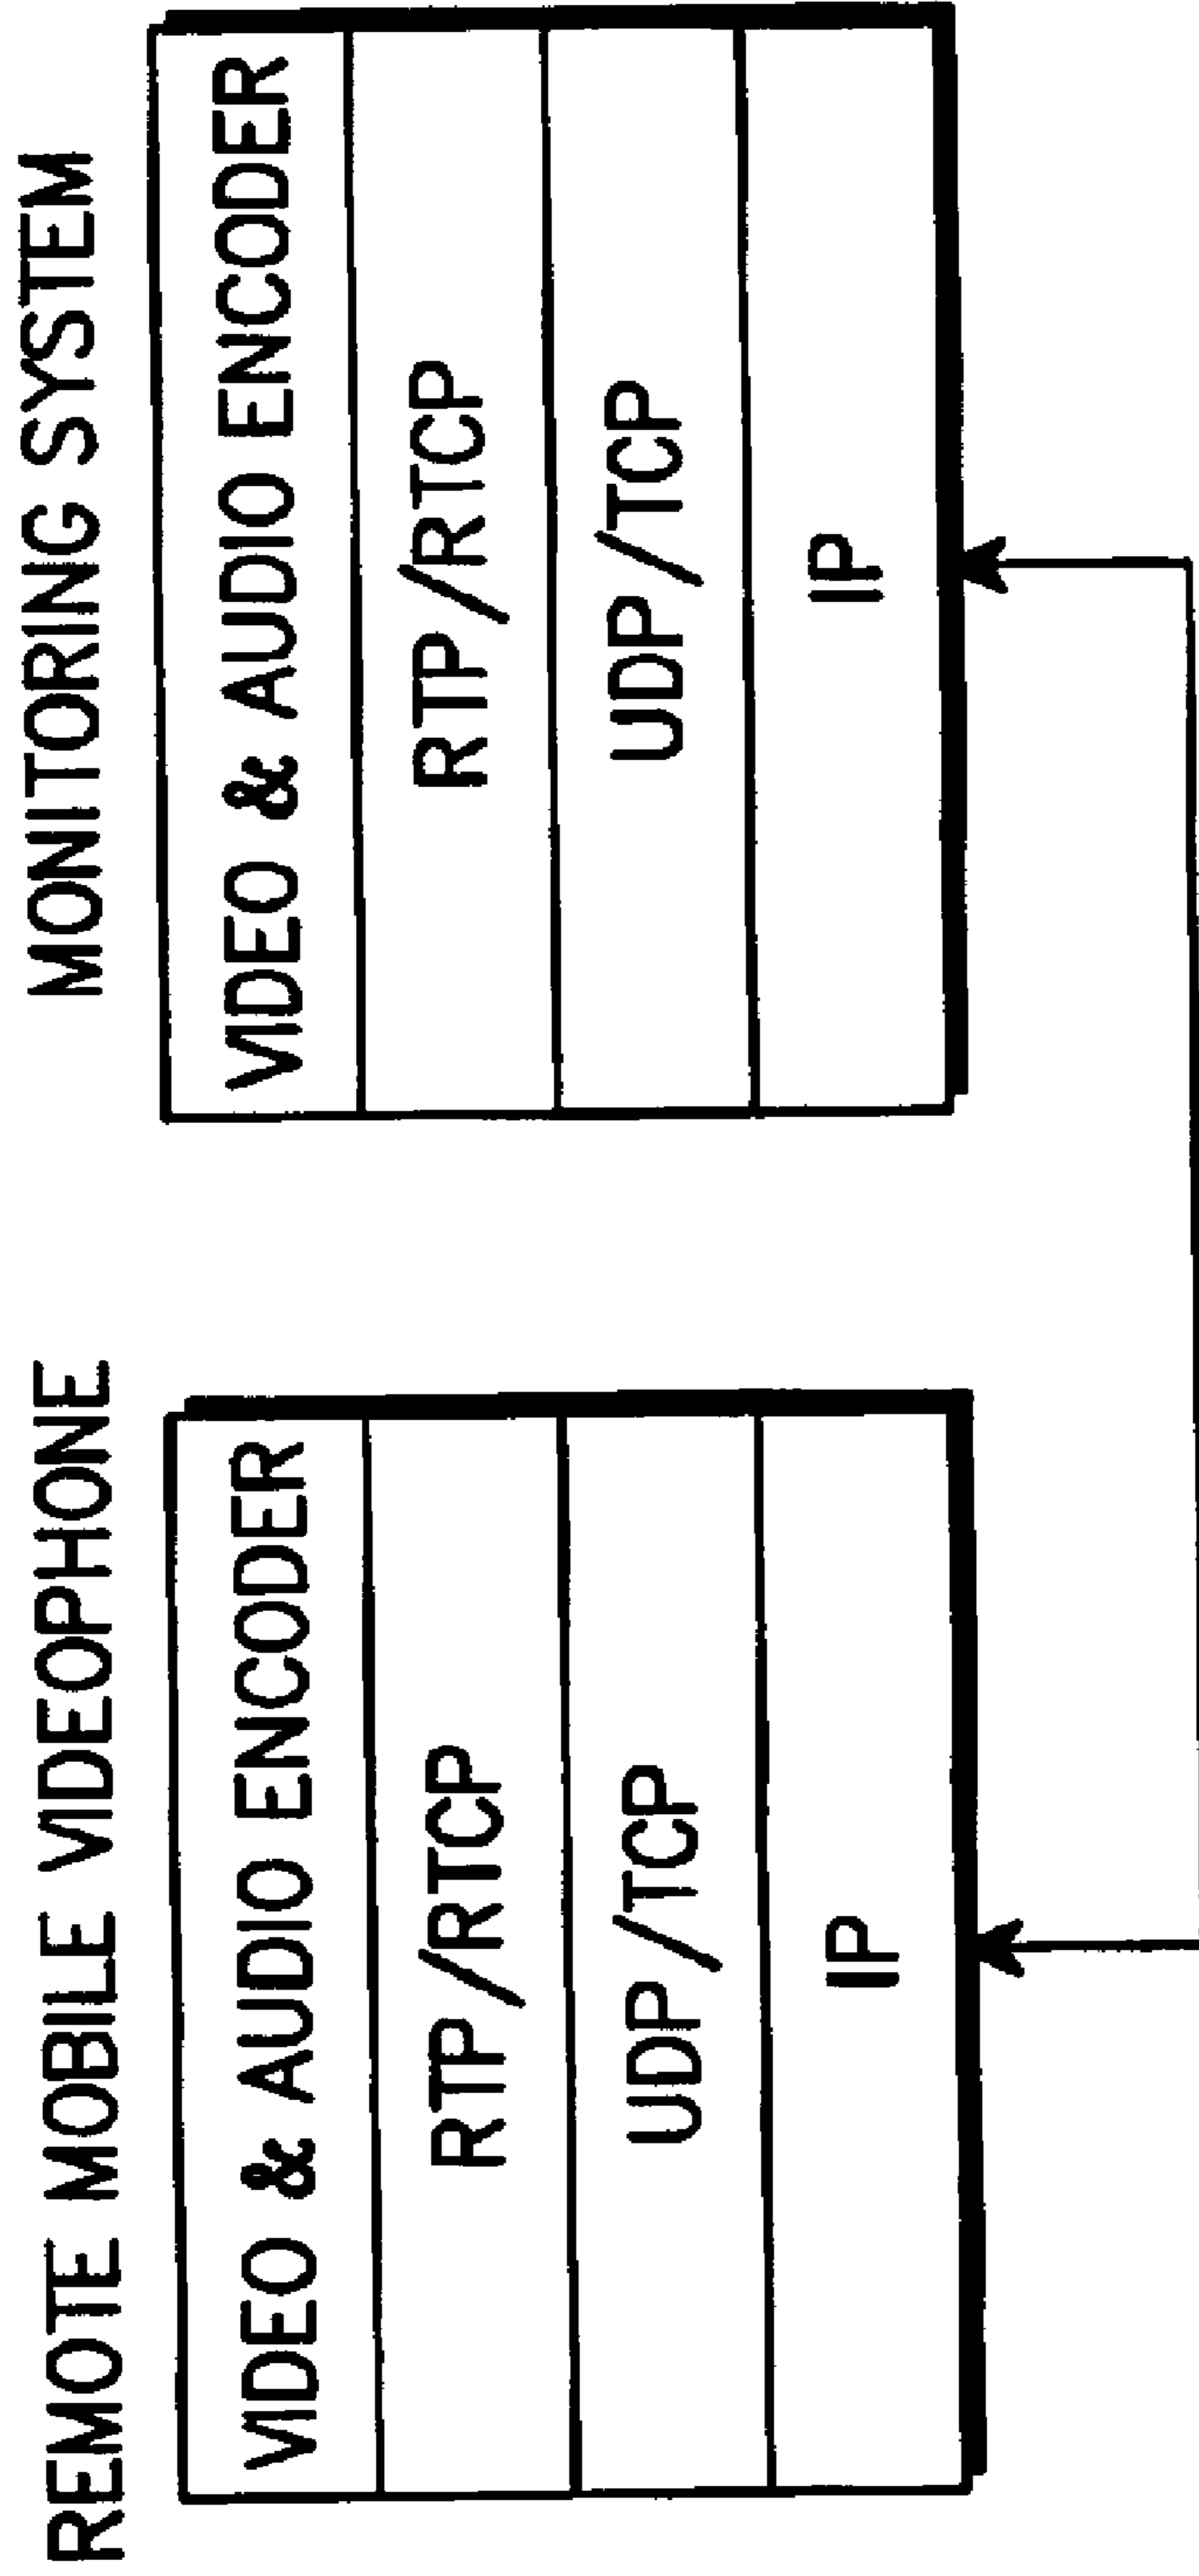 REMOTE MOBILE VIDEOPHONE
VIDEO & AUDIO ENCODER
RTP/RTCP
UDP/TCP
IP
MONITORING SYSTEM
VIDEO & AUDIO ENCODER
RTP/RTCP
UDP/TCP
IP